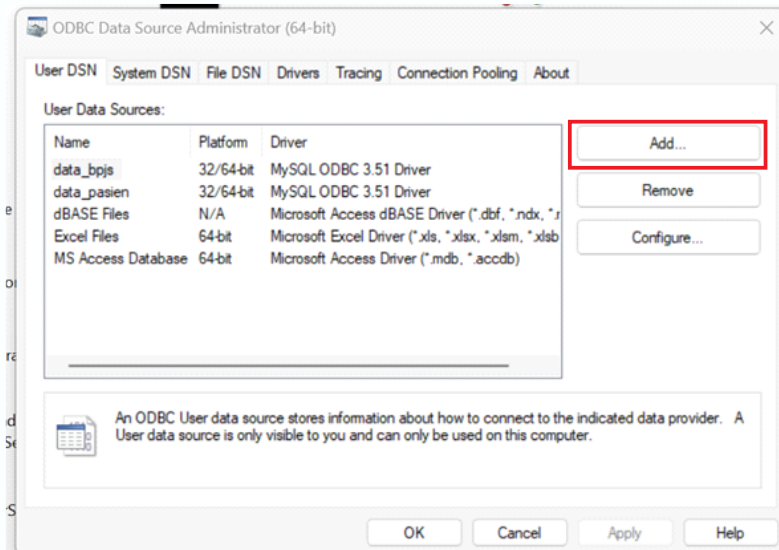 ODBC Data Source Administrator (64-bit)
User DSN System DSN File DSN Drivers Tracing Connection Pooling About
User Data Sources:
Name Platform Driver
data_bpjs 32/64-bit MySQL ODBC 3.51 Driver
data_pasien 32/64-bit MySQL ODBC 3.51 Driver
dBASE Files N/A Microsoft Access dBASE Driver (*.dbf, *.ndx, *.r
Excel Files 64-bit Microsoft Excel Driver (*.xls, *.xlsx, *.xlsm, *.xlsb
MS Access Database 64-bit Microsoft Access Driver (*.mdb, *.accdb)
Add...
Remove
Configure...
An ODBC User data source stores information about how to connect to the indicated data provider. A
User data source is only visible to you and can only be used on this computer.
OK Cancel Apply Help